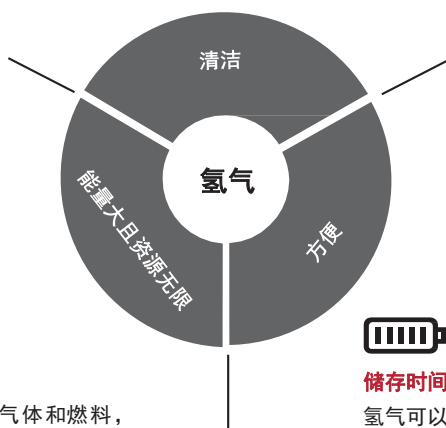 清洁
氢气
能量大且资源无限
方便
储存时间
气体和燃料，
氢气可以